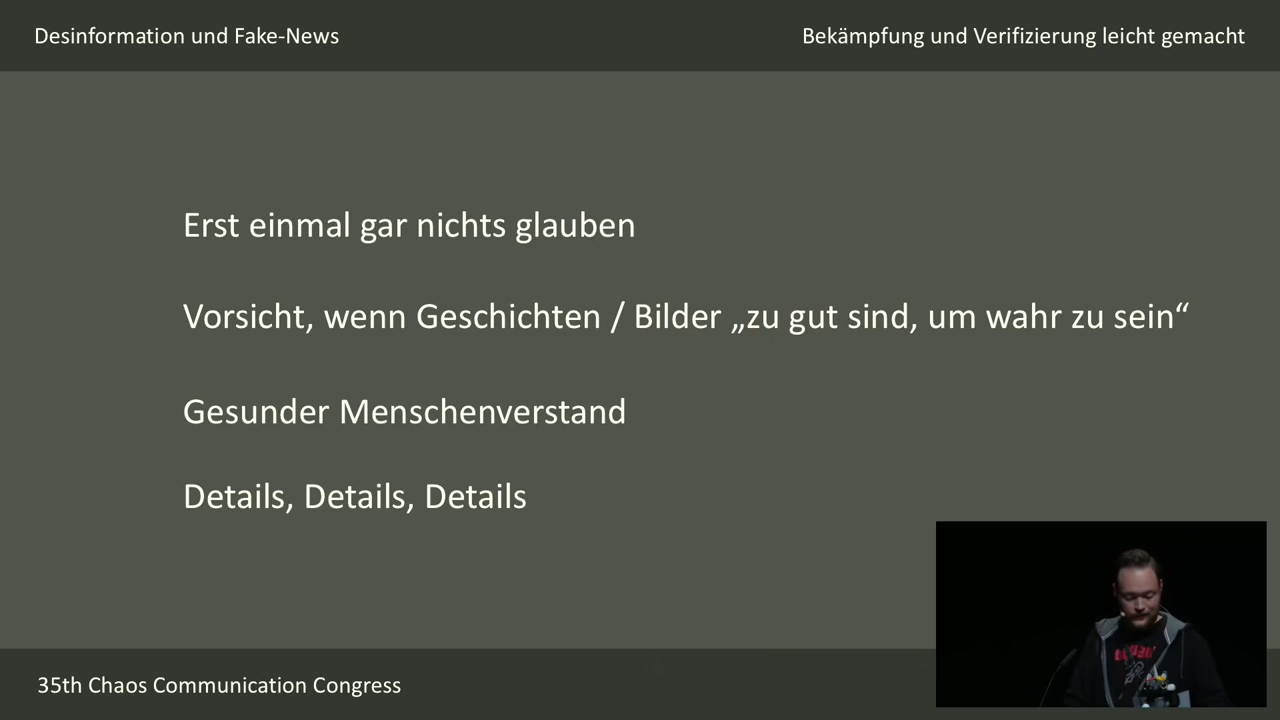 Desinformation und Fake-News
Bekämpfung und Verifizierung leicht gemacht
Erst einmal gar nichts glauben
Vorsicht, wenn Geschichten / Bilder „zu gut sind, um wahr zu sein“
Gesunder Menschenverstand
Details, Details, Details
35th Chaos Communication Congress